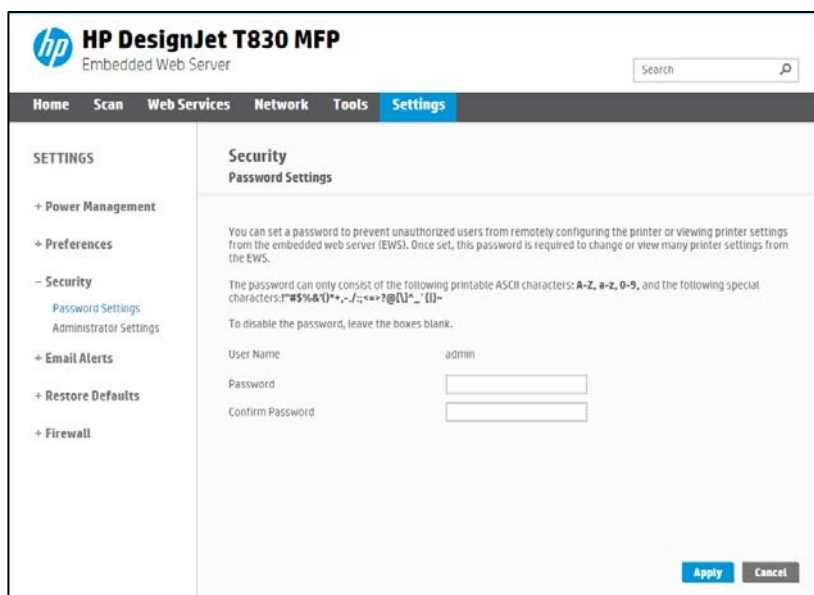 hp
HP DesignJet T830 MFP
Embedded Web Server
Search
Home Scan Web Services Network Tools Settings
SETTINGS
+ Power Management
+ Preferences
– Security
Password Settings
Administrator Settings
+ Email Alerts
+ Restore Defaults
+ Firewall
Security
Password Settings
You can set a password to prevent unauthorized users from remotely configuring the printer or viewing printer settings
from the embedded web server (EWS). Once set, this password is required to change or view many printer settings from
the EWS.
The password can only consist of the following printable ASCII characters: A-Z, a-z, 0-9, and the following special
characters:!"#$%&'()*+,-./:;<=>?@[\]^_`{|}~
To disable the password, leave the boxes blank.
User Name admin
Password
Confirm Password
Apply Cancel